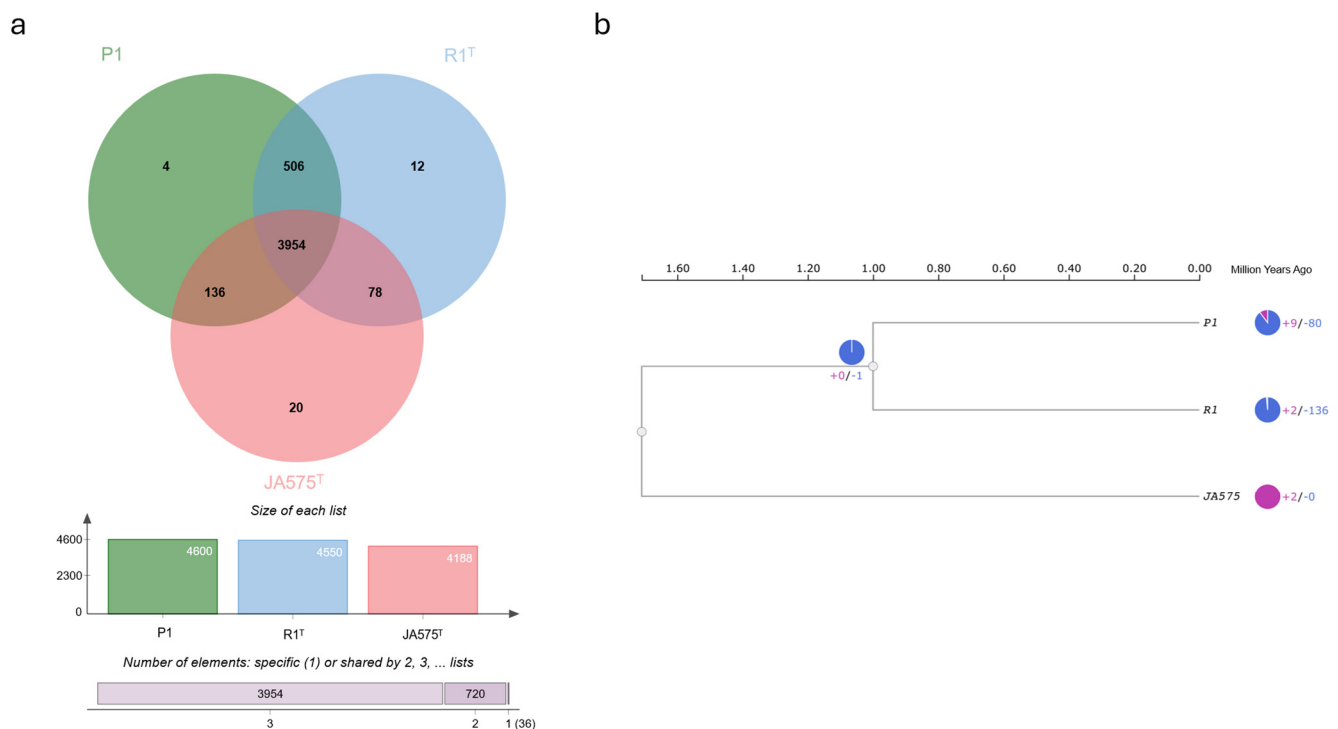 a
P1
R1ᵀ
4
506
12
3954
136
78
20
JA575ᵀ
Size of each list
4600
2300
0
4600
4550
4188
P1
R1ᵀ
JA575ᵀ
Number of elements: specific (1) or shared by 2, 3, ... lists
3954
720
3
2
1 (36)
b
1.60 1.40 1.20 1.00 0.80 0.60 0.40 0.20 0.00 Million Years Ago
P1 +9/-80
+0/-1
R1 +2/-136
JA575 +2/-0